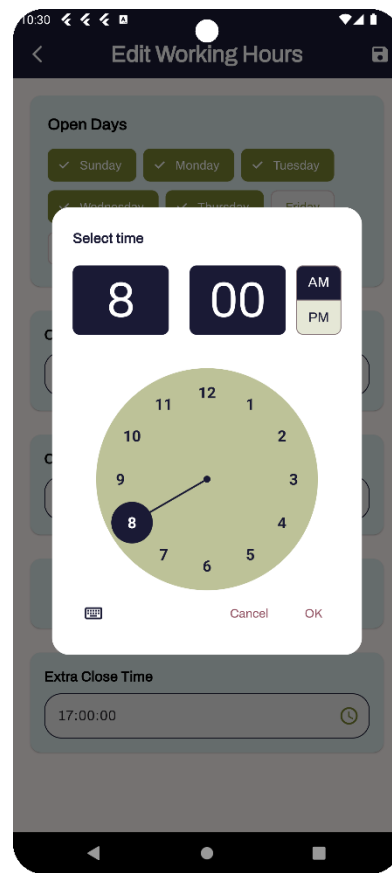 10:30
Edit Working Hours
Open Days
Sunday Monday Tuesday
Wednesday Thursday Friday
Select time
8 00 AM
PM
12
11 1
10 2
9 3
8 4
7 5
6
Cancel OK
Extra Close Time
17:00:00